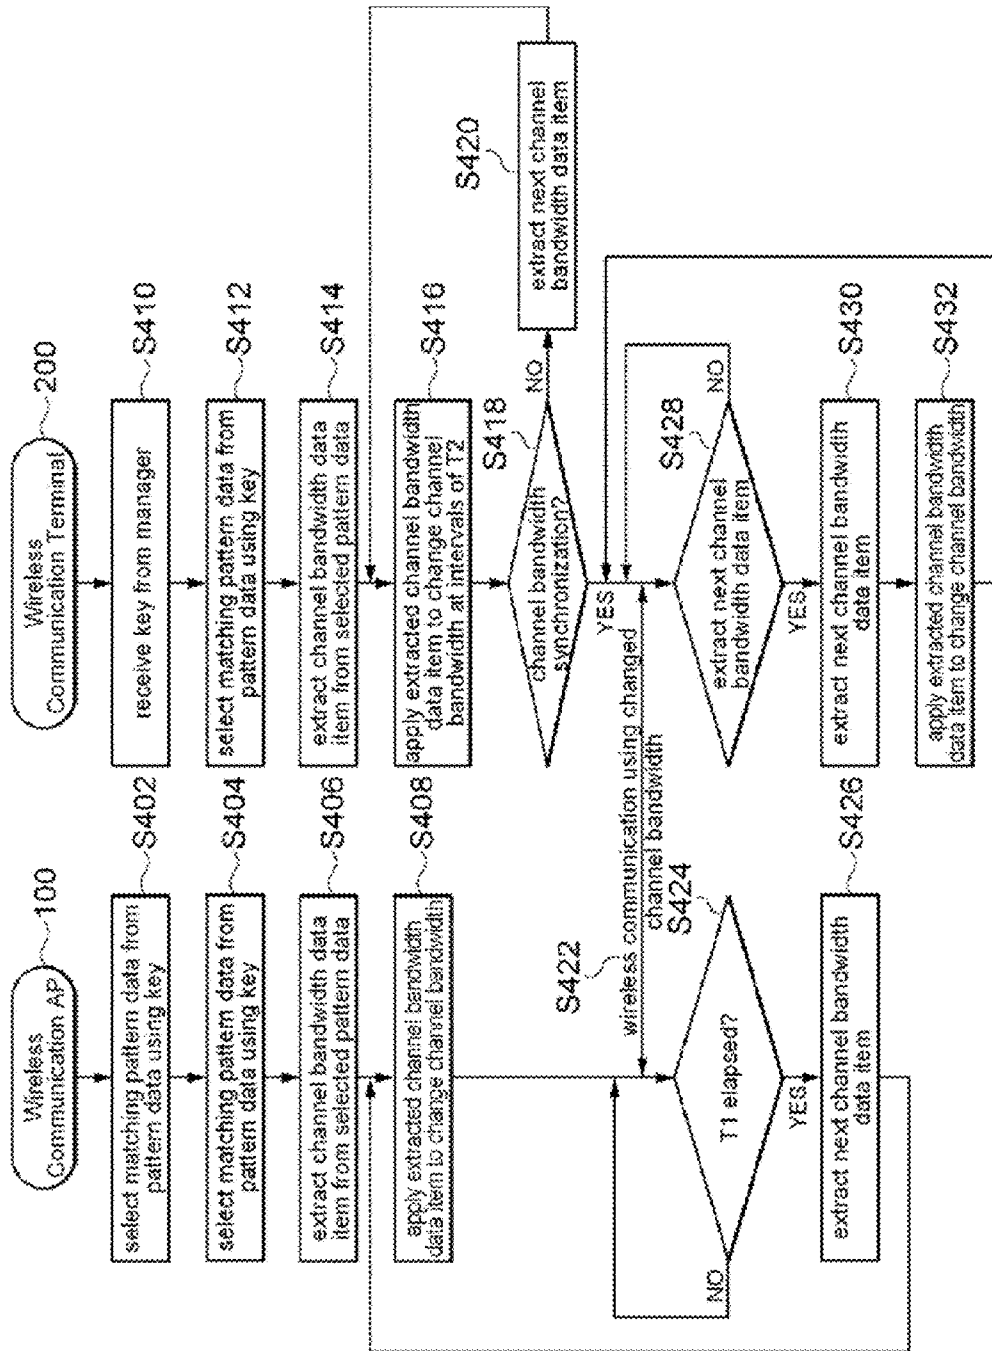 Wireless
Communication AP
100
select matching pattern data from
pattern data using key
S402
select matching pattern data from
pattern data using key
S404
extract channel bandwidth data
item from selected pattern data
S406
apply extracted channel bandwidth
data item to change channel bandwidth
S408
T1 elapsed?
S424
NO
YES
extract next channel bandwidth
data item
S426
S422
wireless communication using changed
channel bandwidth
Wireless
Communication Terminal
200
receive key from manager
S410
select matching pattern data from
pattern data using key
S412
extract channel bandwidth data
item from selected pattern data
S414
apply extracted channel bandwidth
data item to change channel
bandwidth at intervals of T2
S416
channel bandwidth
synchronization?
S418
NO
YES
extract next channel
bandwidth data item
S420
extract next channel
bandwidth data item
S428
NO
YES
extract next channel bandwidth
data item
S430
apply extracted channel bandwidth
data item to change channel bandwidth
S432